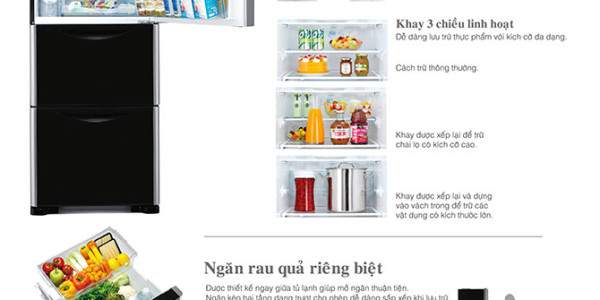 Khay 3 chiều linh hoạt
Dễ dàng lưu trữ thực phẩm với kích cỡ đa dạng.
Cách trữ thông thường.
Khay được xếp lại để trữ
chai lọ có kích cỡ cao.
Khay được xếp lại và dựng
vào vách trong để trữ các
vật dụng có kích thước lớn.
Ngăn rau quả riêng biệt
Được thiết kế ngay giữa tủ lạnh giúp mở ngăn thuận tiện.
Ngăn kéo hai tầng dạng trượt cho phép dễ dàng sắp xếp khi lưu trữ